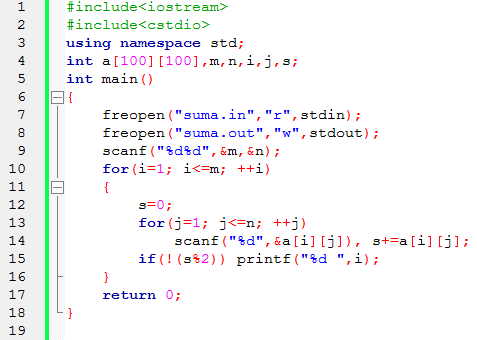 1 #include<iostream>
2 #include<cstdio>
3 using namespace std;
4 int a[100][100],m,n,i,j,s;
5 int main()
6 {
7 freopen("suma.in","r",stdin);
8 freopen("suma.out","w",stdout);
9 scanf("%d%d",&m,&n);
10 for(i=1; i<=m; ++i)
11 {
12 s=0;
13 for(j=1; j<=n; ++j)
14 scanf("%d",&a[i][j]), s+=a[i][j];
15 if(!(s%2)) printf("%d ",i);
16 }
17 return 0;
18 }
19